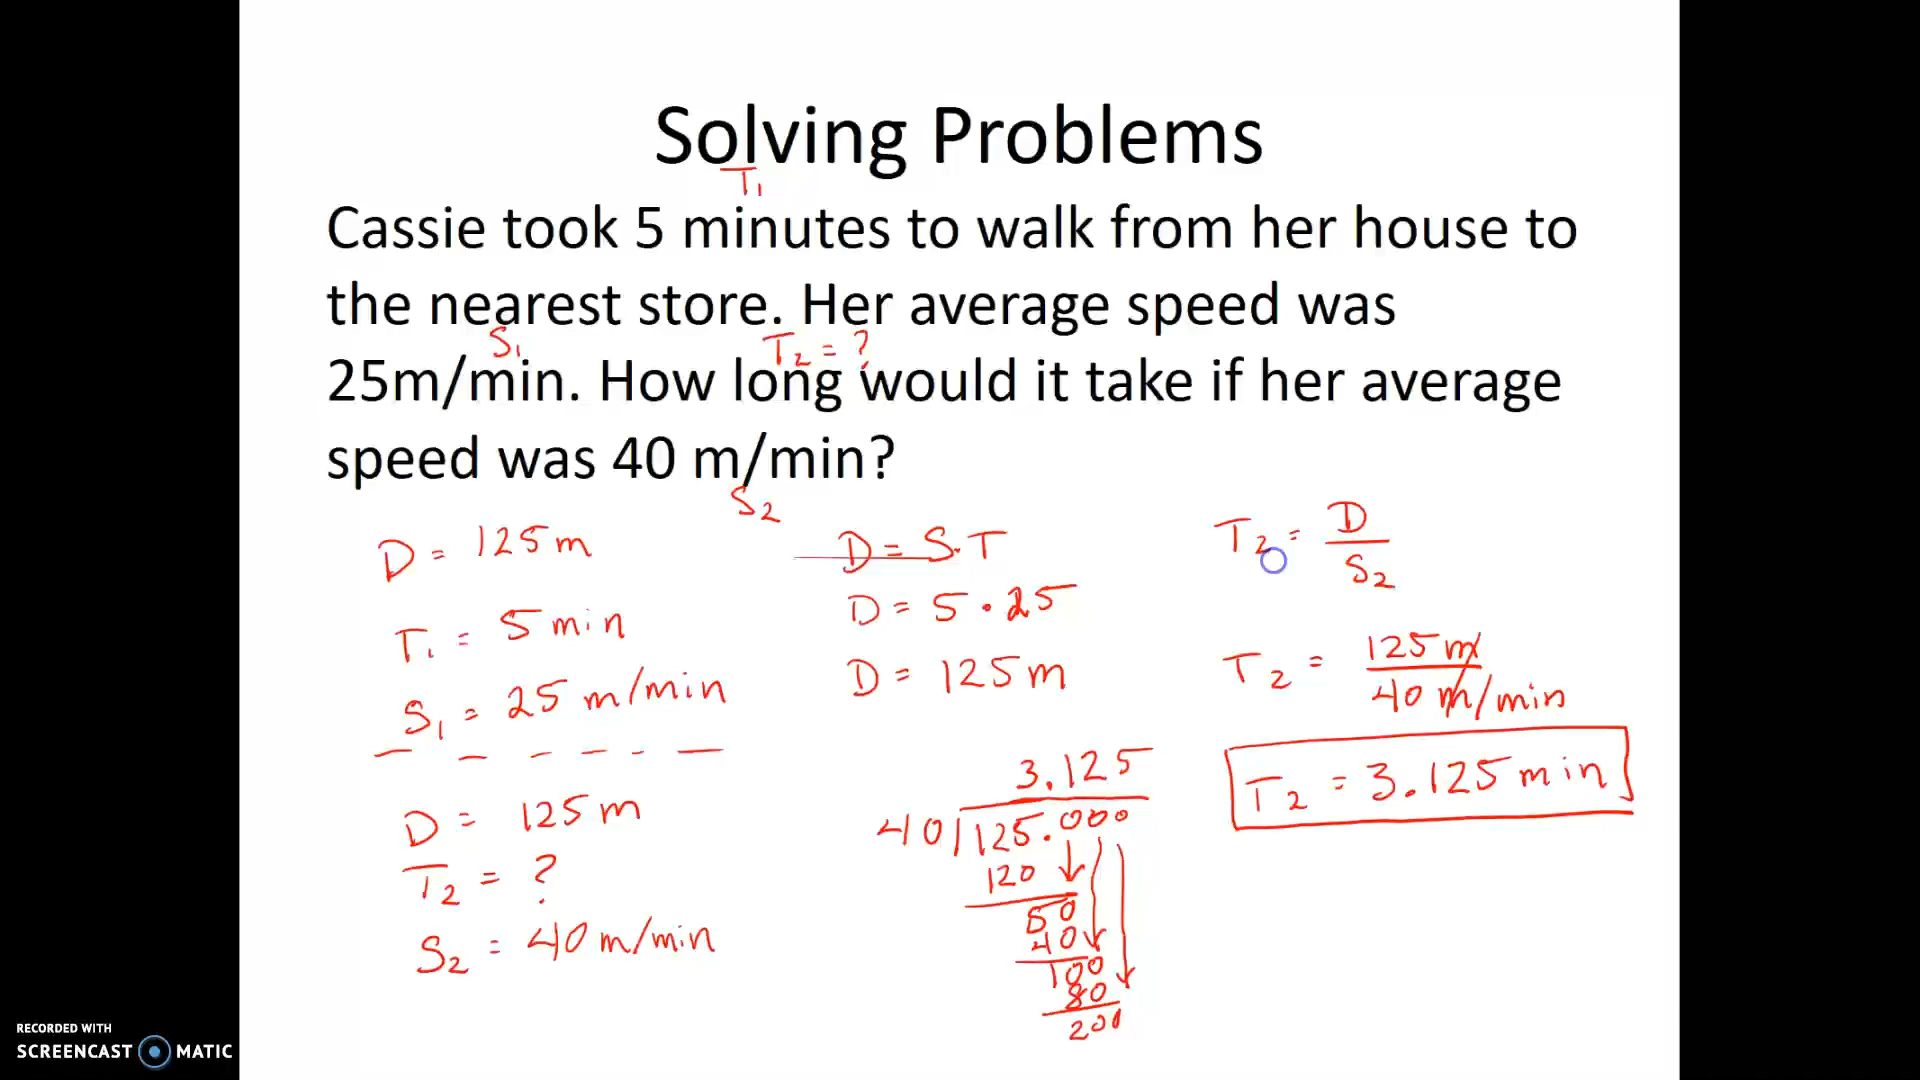 Solving Problems
T1
Cassie took 5 minutes to walk from her house to
the nearest store. Her average speed was
S1
T2 = ?
25m/min. How long would it take if her average
speed was 40 m/min?
S2
D = 125m
T1 = 5 min
S1 = 25 m/min
D = 125 m
T2 = ?
S2 = 40 m/min
D = S·T
D = 5 · 25
D = 125 m
3.125
40 125.000
120
50
40
100
80
200
T2 = D
S2
T2 = 125 m
40 m/min
T2 = 3.125 min
RECORDED WITH
SCREENCAST MATIC